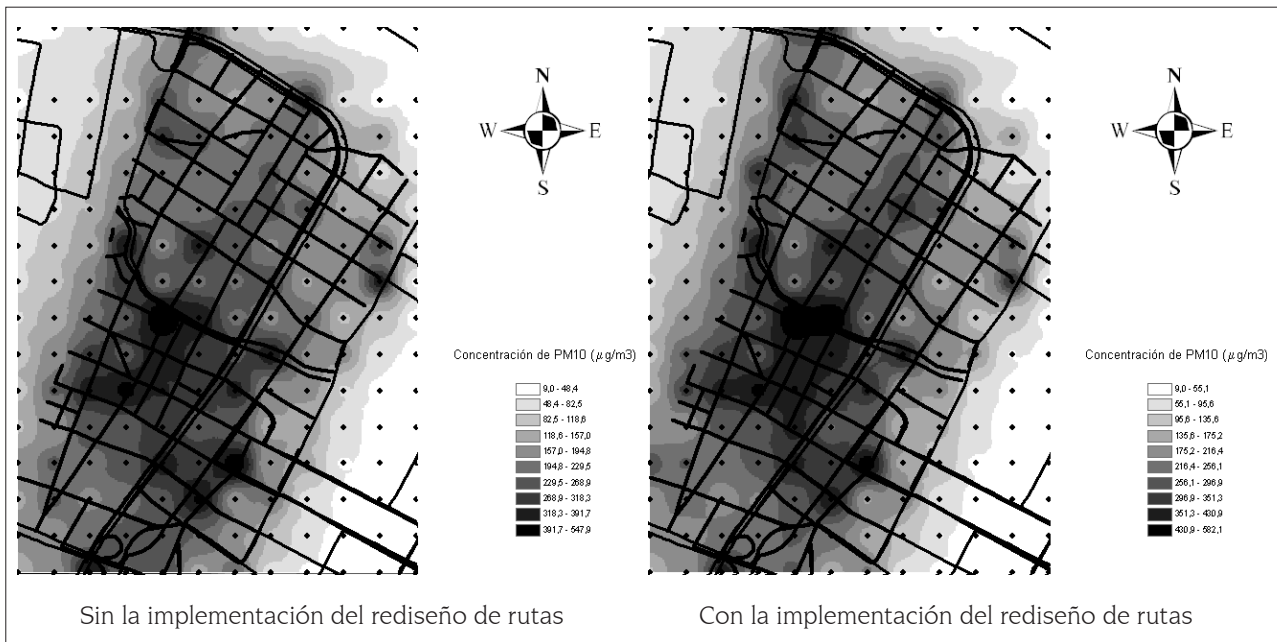 N
W E
S
Concentración de PM10 (µg/m3)
9,0 - 48,4
48,4 - 82,5
82,5 - 118,6
118,6 - 157,0
157,0 - 194,8
194,8 - 229,5
229,5 - 268,9
268,9 - 318,3
318,3 - 391,7
391,7 - 547,9
Sin la implementación del rediseño de rutas
N
W E
S
Concentración de PM10 (µg/m3)
9,0 - 55,1
55,1 - 95,6
95,6 - 135,6
135,6 - 175,2
175,2 - 216,4
216,4 - 256,1
256,1 - 296,9
296,9 - 351,3
351,3 - 430,9
430,9 - 582,1
Con la implementación del rediseño de rutas